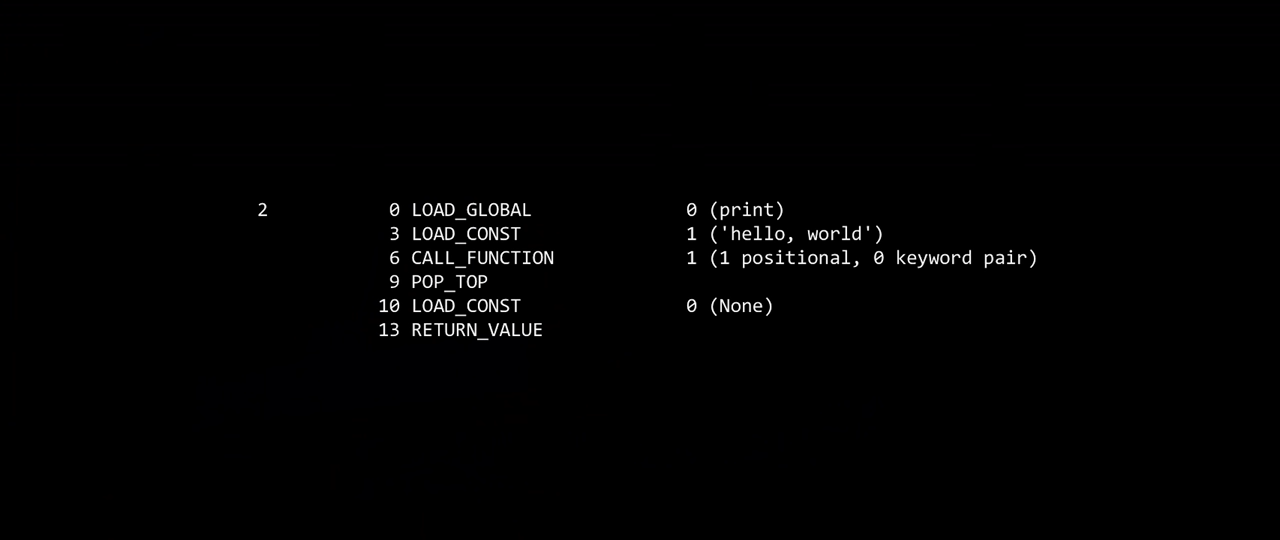 2 0 LOAD_GLOBAL 0 (print)
3 LOAD_CONST 1 ('hello, world')
6 CALL_FUNCTION 1 (1 positional, 0 keyword pair)
9 POP_TOP
10 LOAD_CONST 0 (None)
13 RETURN_VALUE